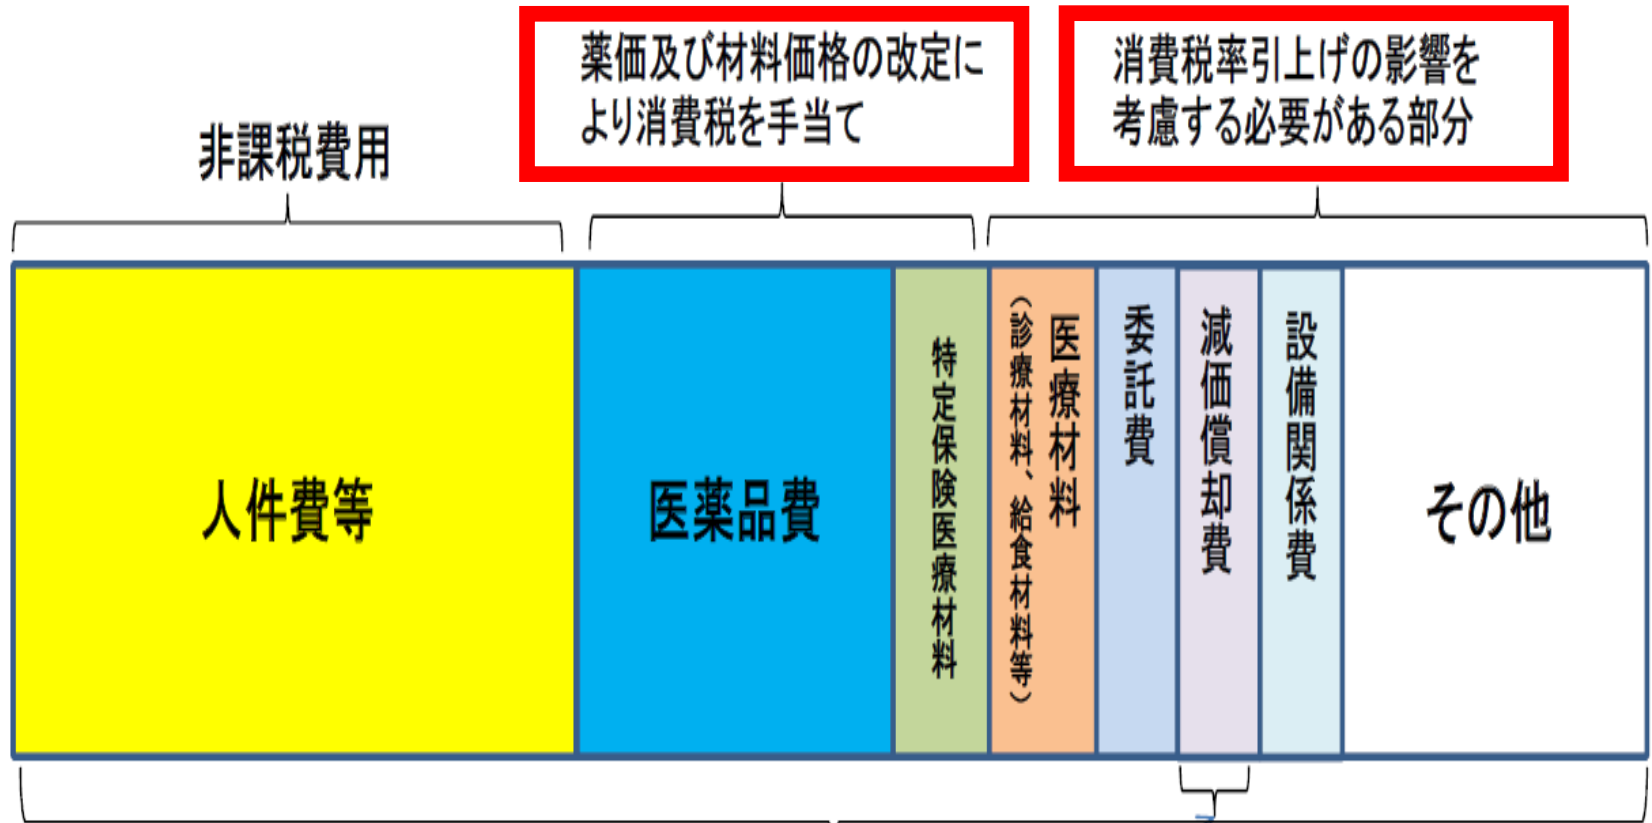 薬価及び材料価格の改定に
より消費税を手当て
消費税率引上げの影響を
考慮する必要がある部分
非課税費用
人件費等
医薬品費
特定保険医療材料
医療材料
（診療材料、給食材料等）
委託費
減価償却費
設備関係費
その他